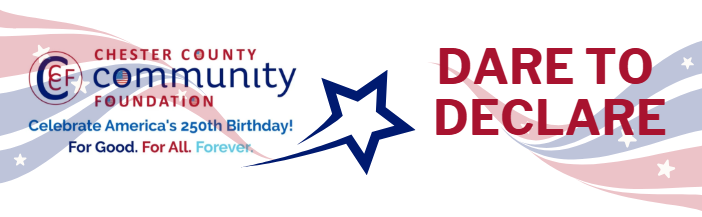 CHESTER COUNTY
CCCF
community
FOUNDATION
Celebrate America's 250th Birthday!
For Good. For All. Forever.
DARE TO
DECLARE